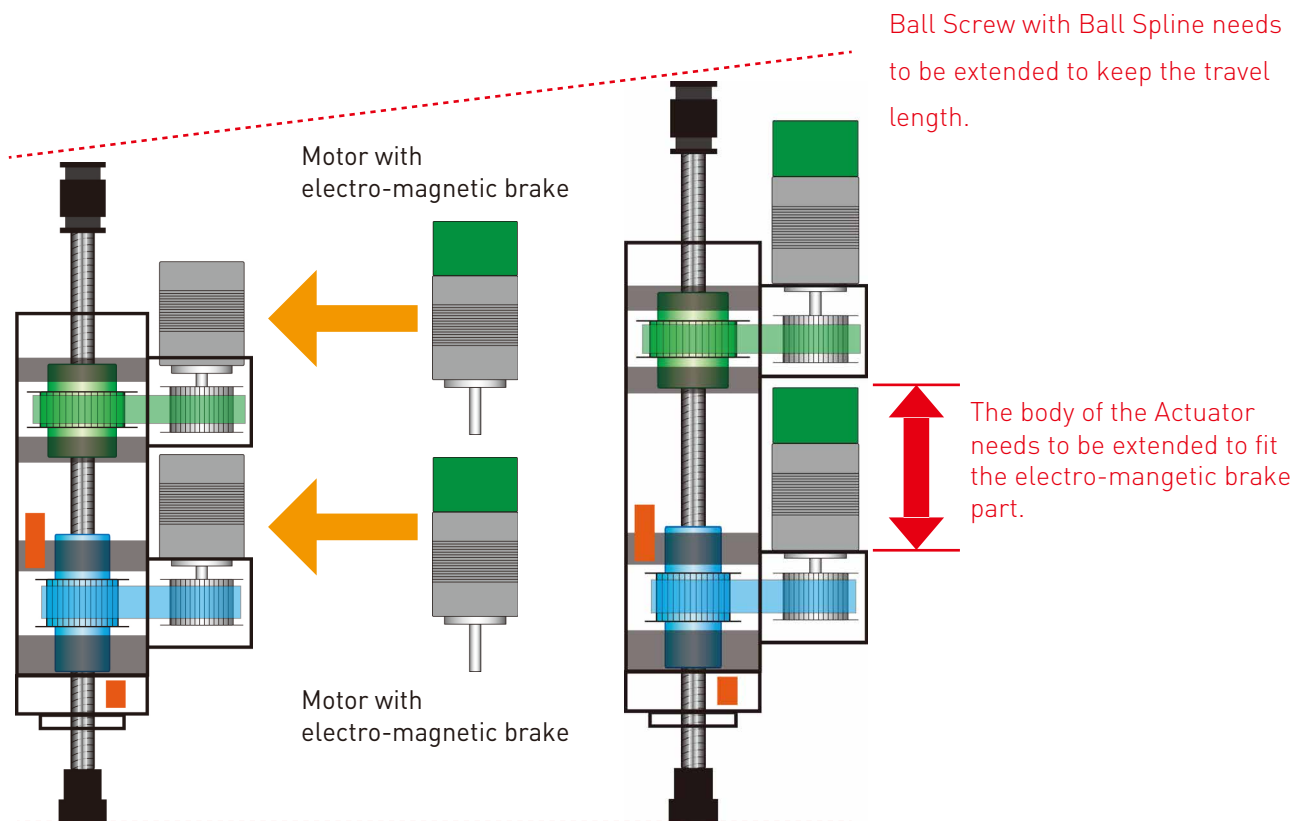 Ball Screw with Ball Spline needs
to be extended to keep the travel
length.
Motor with
electro-magnetic brake
The body of the Actuator
needs to be extended to fit
the electro-mangetic brake
part.
Motor with
electro-magnetic brake